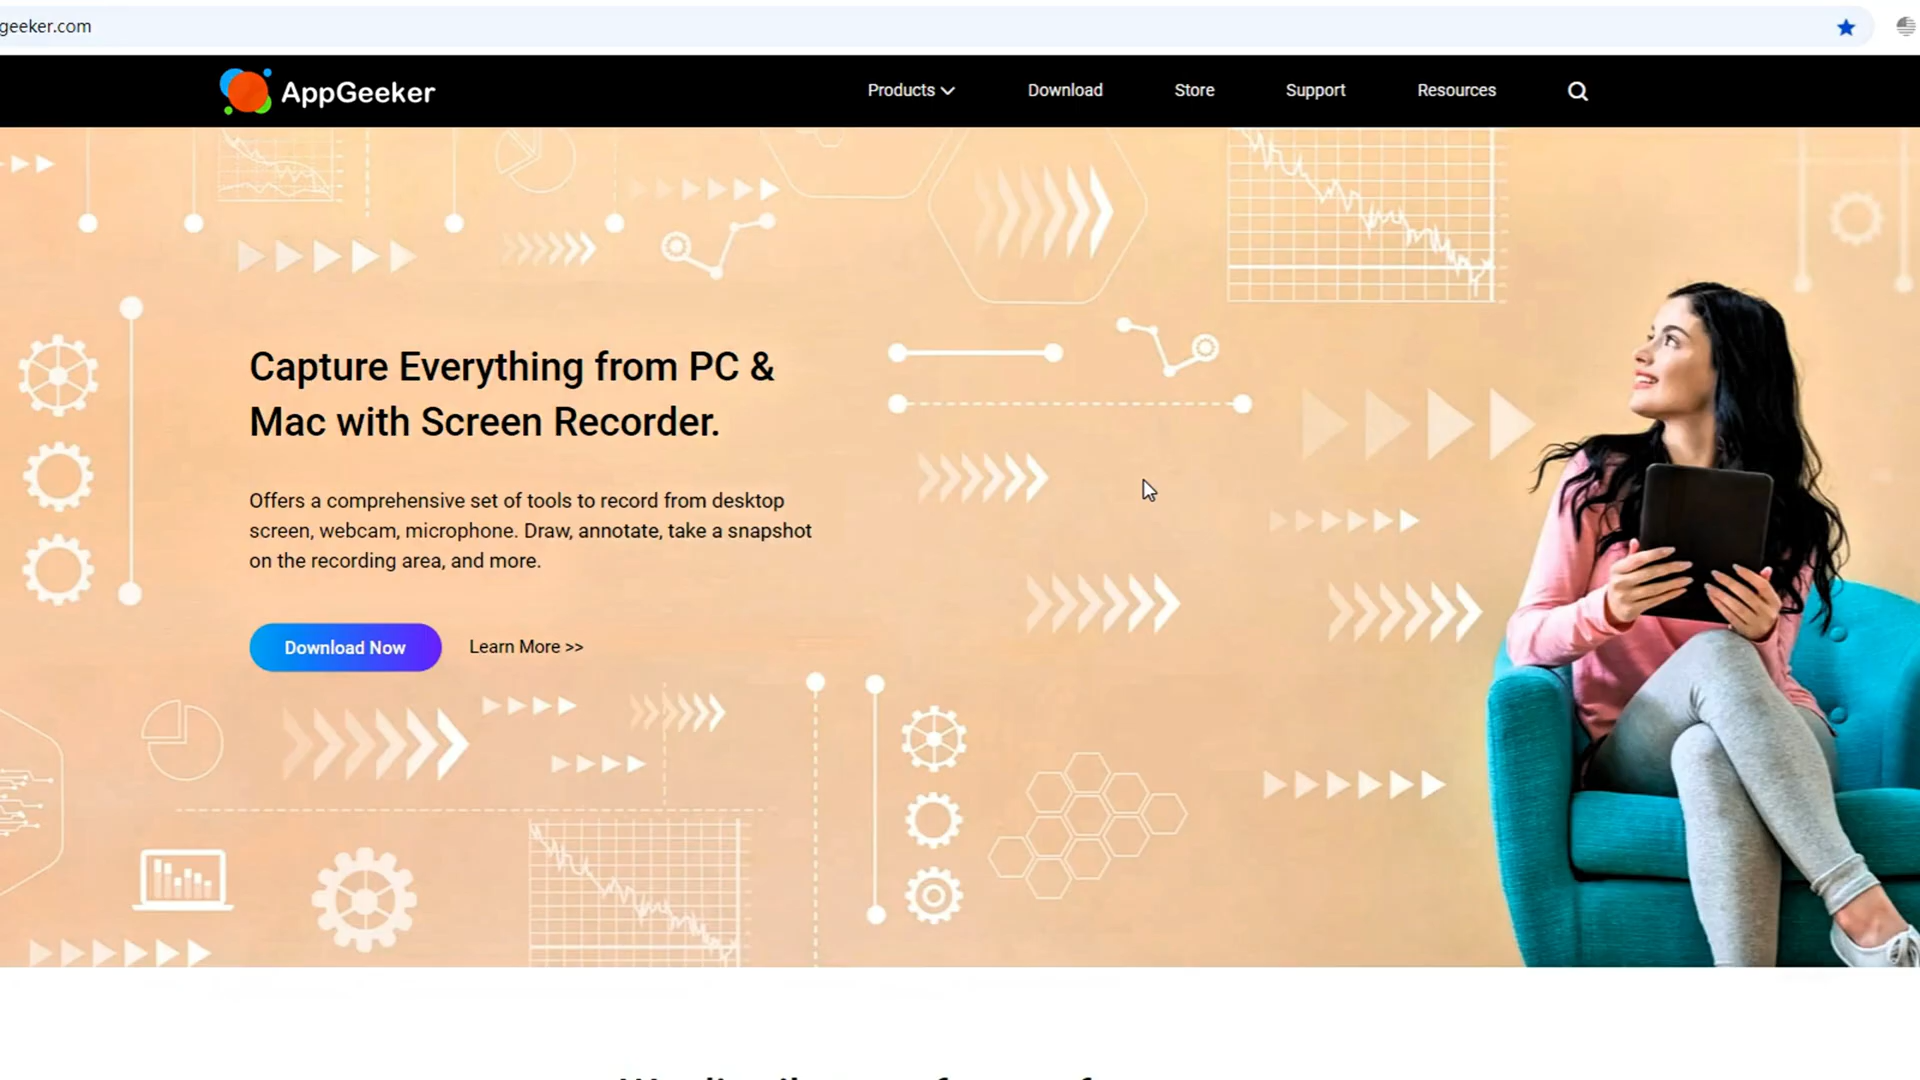 geeker.com
AppGeeker
Products
Download
Store
Support
Resources
Capture Everything from PC &
Mac with Screen Recorder.
Offers a comprehensive set of tools to record from desktop
screen, webcam, microphone. Draw, annotate, take a snapshot
on the recording area, and more.
Download Now
Learn More >>